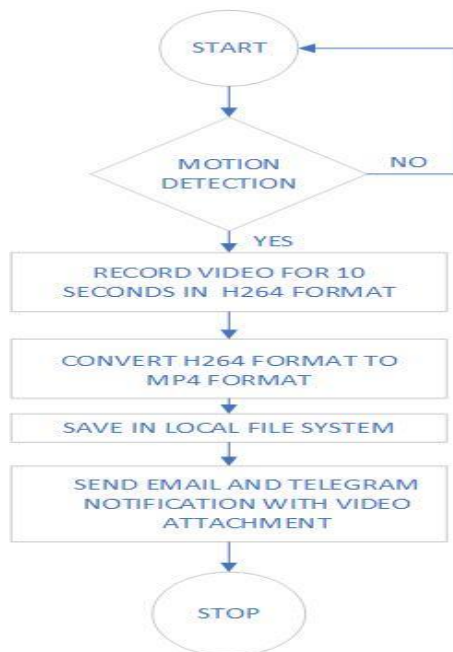 START
MOTION
DETECTION
NO
YES
RECORD VIDEO FOR 10
SECONDS IN H264 FORMAT
CONVERT H264 FORMAT TO
MP4 FORMAT
SAVE IN LOCAL FILE SYSTEM
SEND EMAIL AND TELEGRAM
NOTIFICATION WITH VIDEO
ATTACHMENT
STOP